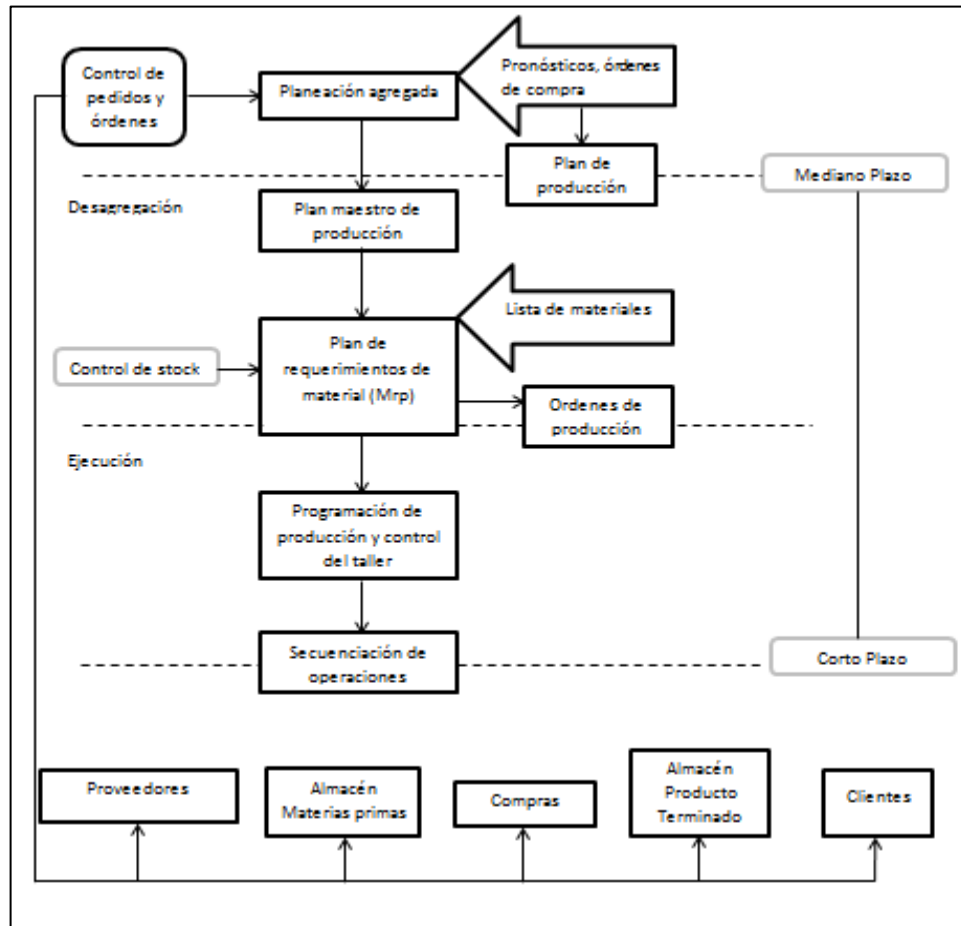 Control de
pedidos y
órdenes
Planeación agregada
Pronósticos, órdenes
de compra
Plan de
producción
Mediano Plazo
Desagregación
Plan maestro de
producción
Lista de materiales
Control de stock
Plan de
requerimientos de
material (Mrp)
Ordenes de
producción
Ejecución
Programación de
producción y control
del taller
Secuenciación de
operaciones
Corto Plazo
Proveedores
Almacén
Materias primas
Compras
Almacén
Producto
Terminado
Clientes